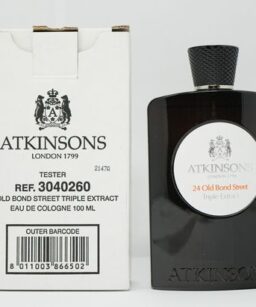 ATKINSONS
LONDON 1799
21470
TESTER
REF. 3040260
OLD BOND STREET TRIPLE EXTRACT
EAU DE COLOGNE 100 ML
OUTER BARCODE
8 011003 866502
ATKINSONS
24 Old Bond Street
Triple Extract
ATKINSONS